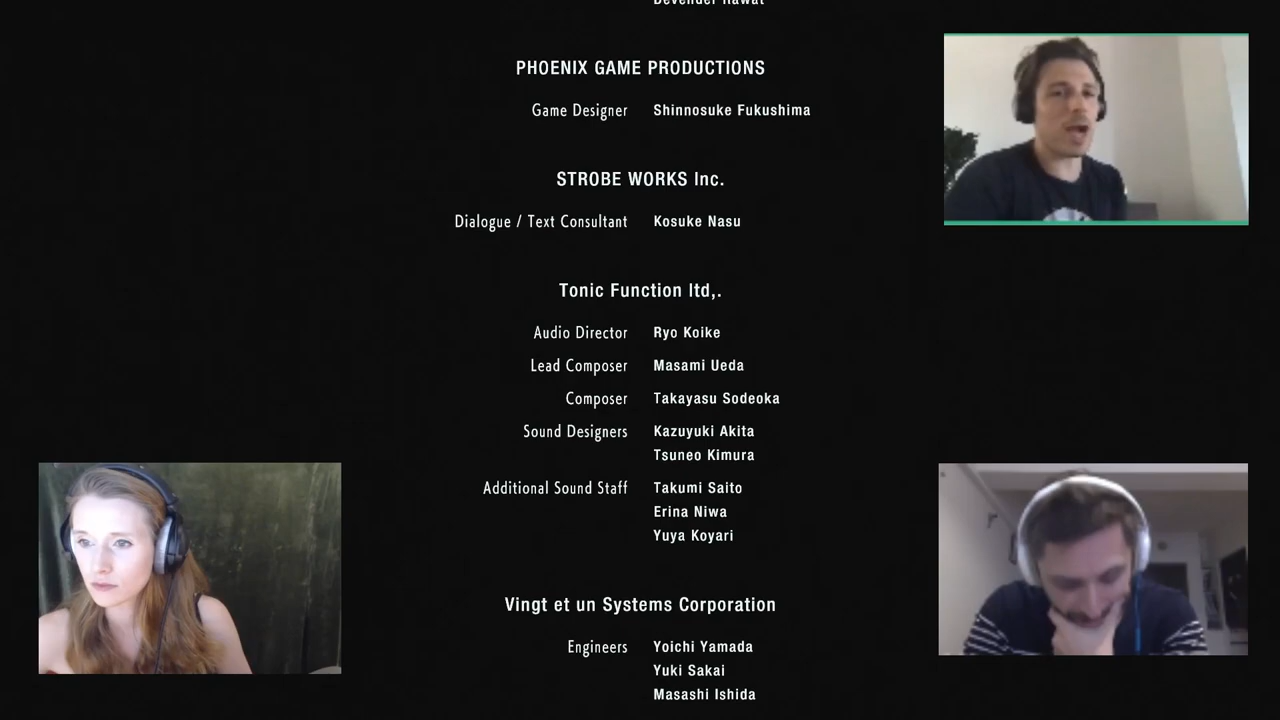 PHOENIX GAME PRODUCTIONS
Game Designer Shinnosuke Fukushima
STROBE WORKS Inc.
Dialogue / Text Consultant Kosuke Nasu
Tonic Function ltd,.
Audio Director Ryo Koike
Lead Composer Masami Ueda
Composer Takayasu Sodeoka
Sound Designers Kazuyuki Akita
Tsuneo Kimura
Additional Sound Staff Takumi Saito
Erina Niwa
Yuya Koyari
Vingt et un Systems Corporation
Engineers Yoichi Yamada
Yuki Sakai
Masashi Ishida